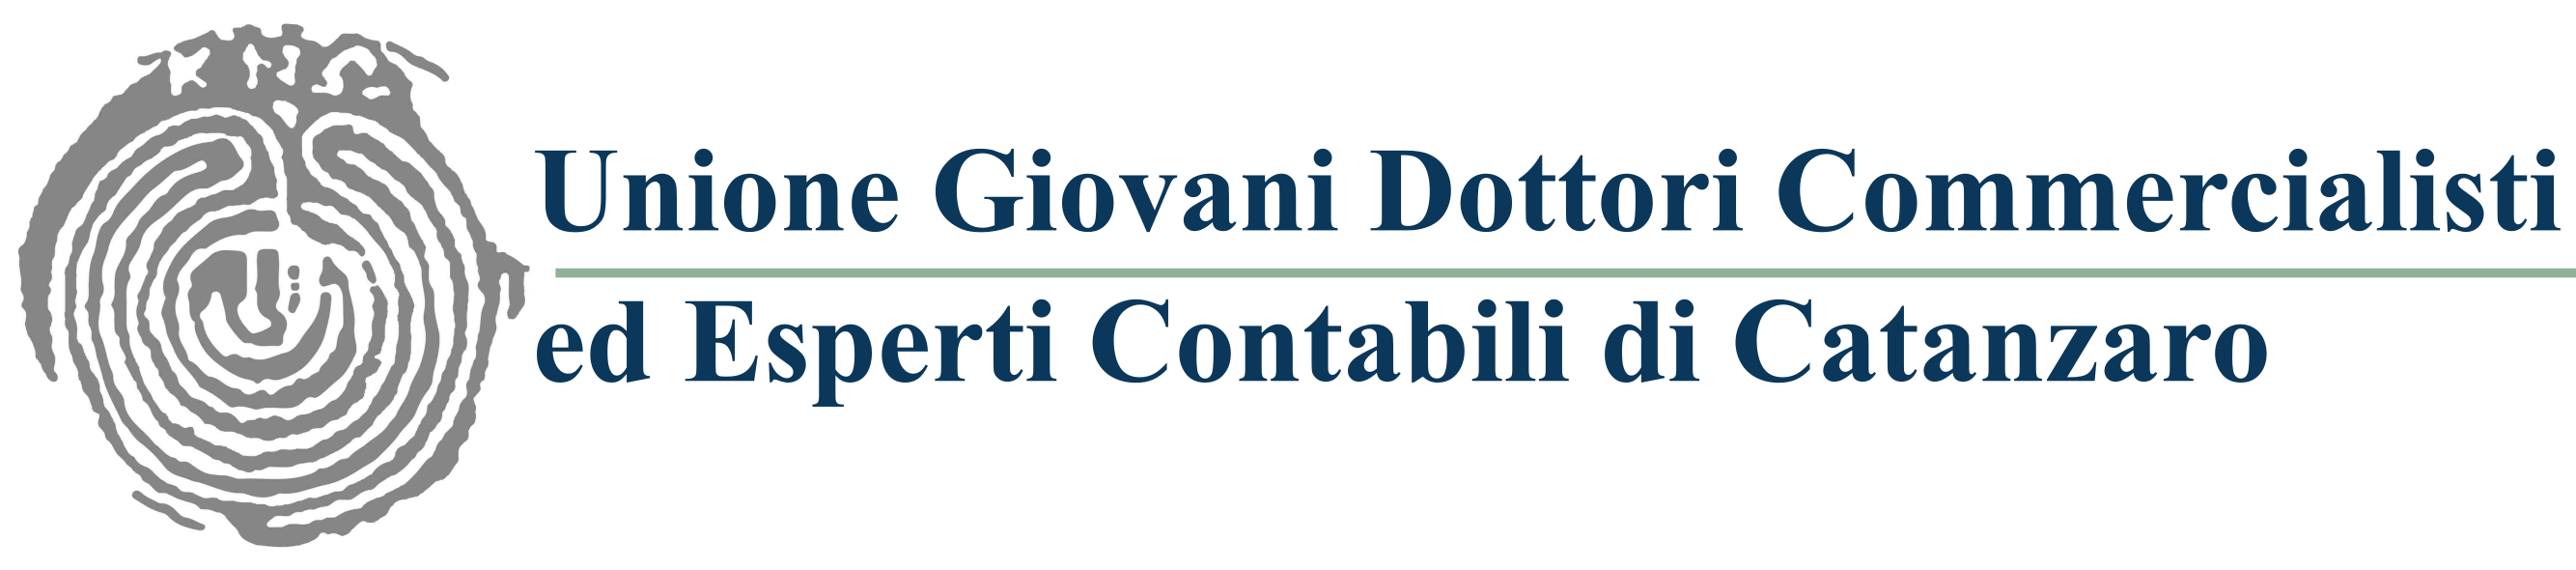 Unione Giovani Dottori Commercialisti
ed Esperti Contabili di Catanzaro